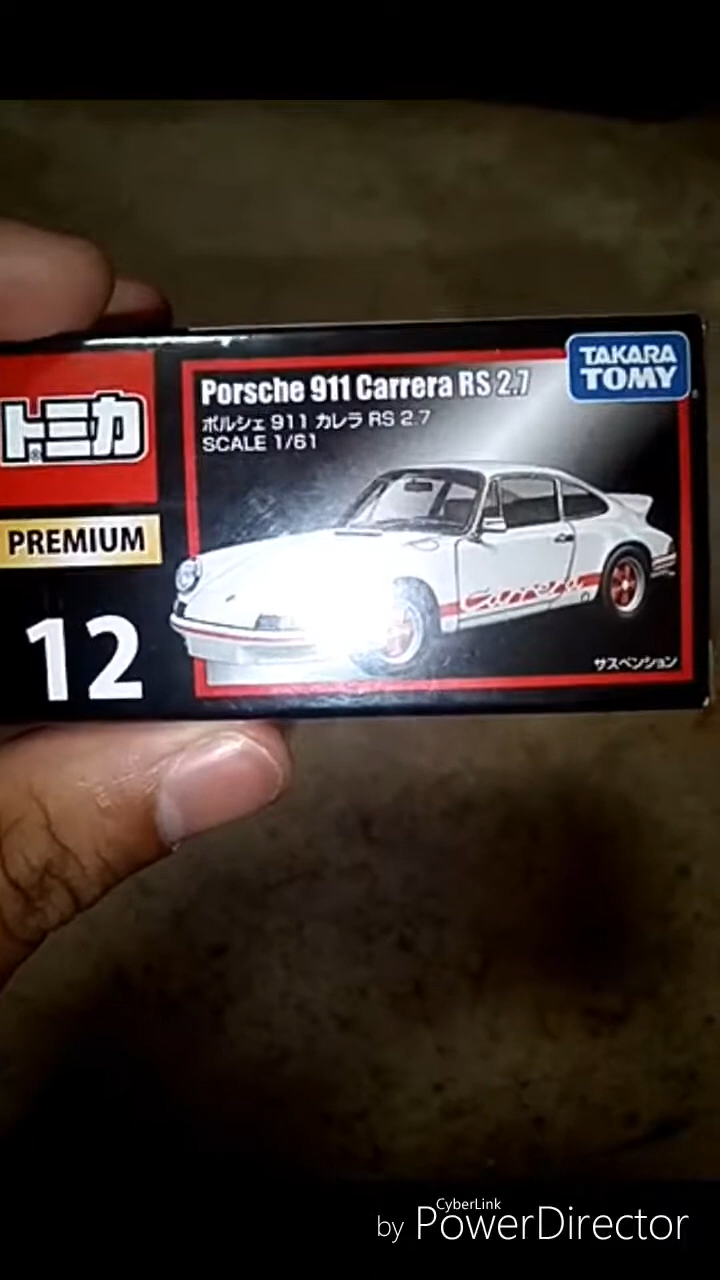 トミカ
PREMIUM
12
Porsche 911 Carrera RS 2.7
ポルシェ 911 カレラ RS 2.7
SCALE 1/61
TAKARA
TOMY
Carrera
サスペンション
CyberLink
by PowerDirector